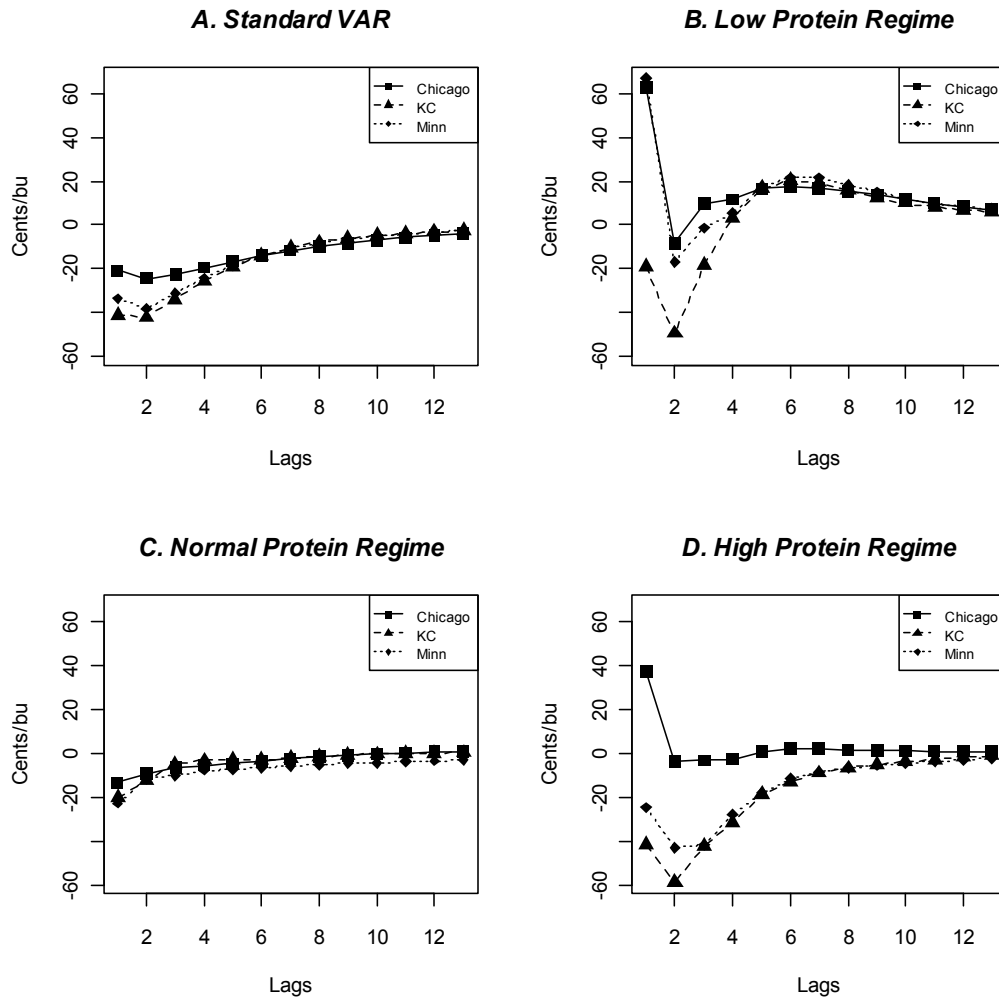 A. Standard VAR
Cents/bu
60
40
20
0
-20
-60
Chicago
KC
Minn
2 4 6 8 10 12
Lags
B. Low Protein Regime
Cents/bu
60
40
20
0
-20
-60
Chicago
KC
Minn
2 4 6 8 10 12
Lags
C. Normal Protein Regime
Cents/bu
60
40
20
0
-20
-60
Chicago
KC
Minn
2 4 6 8 10 12
Lags
D. High Protein Regime
Cents/bu
60
40
20
0
-20
-60
Chicago
KC
Minn
2 4 6 8 10 12
Lags